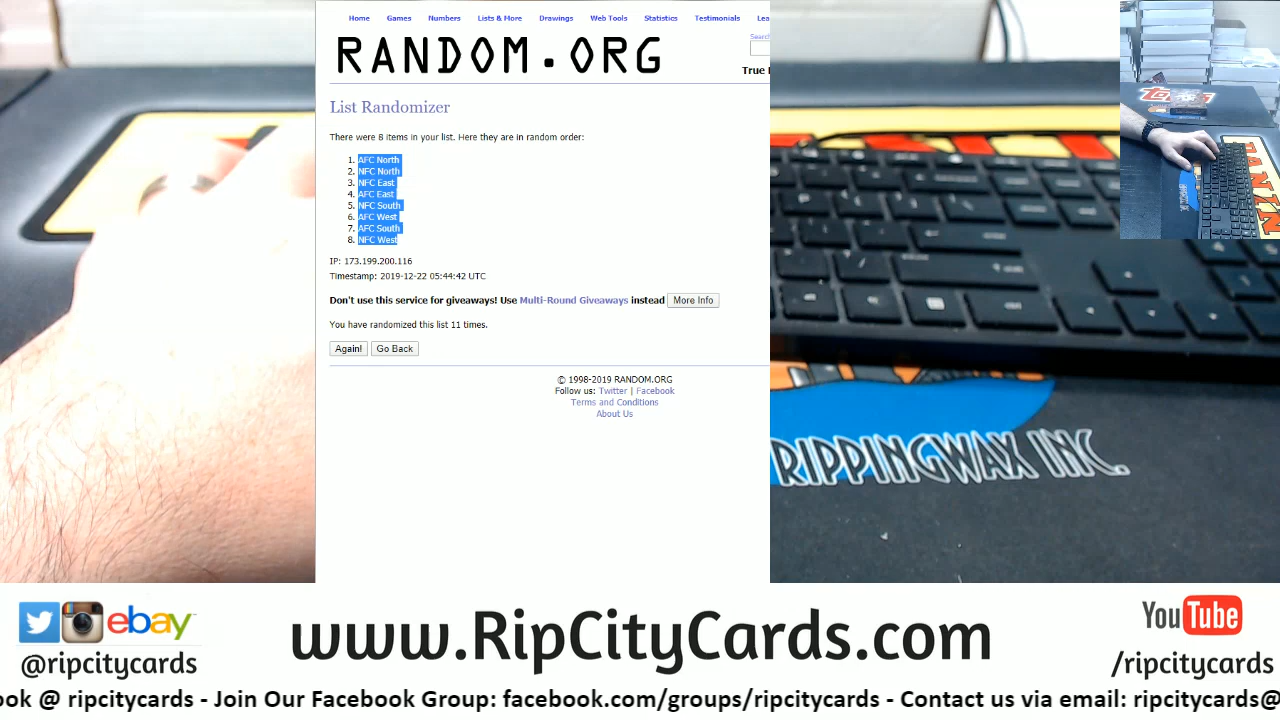 Home Games Numbers Lists & More Drawings Web Tools Statistics Testimonials Lea
RANDOM.ORG
Search
True
List Randomizer
There were 8 items in your list. Here they are in random order:
1. AFC North
2. NFC North
3. NFC East
4. AFC East
5. NFC South
6. AFC West
7. AFC South
8. NFC West
IP: 173.199.200.116
Timestamp: 2019-12-22 05:44:42 UTC
Don't use this service for giveaways! Use Multi-Round Giveaways instead More Info
You have randomized this list 11 times.
Again! Go Back
© 1998-2019 RANDOM.ORG
Follow us: Twitter | Facebook
Terms and Conditions
About Us
RIPPINGWAX INC.
ebay
@ripcitycards
www.RipCityCards.com
YouTube
/ripcitycards
ook @ ripcitycards - Join Our Facebook Group: facebook.com/groups/ripcitycards - Contact us via email: ripcitycards@